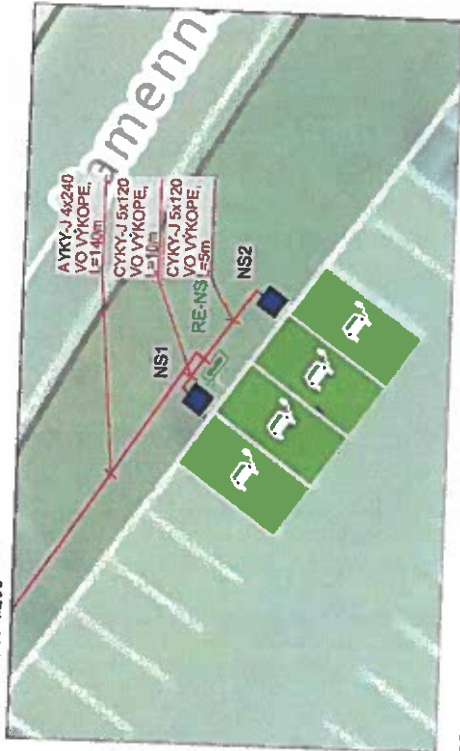 amenn
AYKY-J 4x240
VO VÝKOPE,
L=140m
CYKY-J 5x120
VO VÝKOPE,
L=10m
CYKY-J 5x120
VO VÝKOPE,
L=5m
RE-NS
NS1
NS2